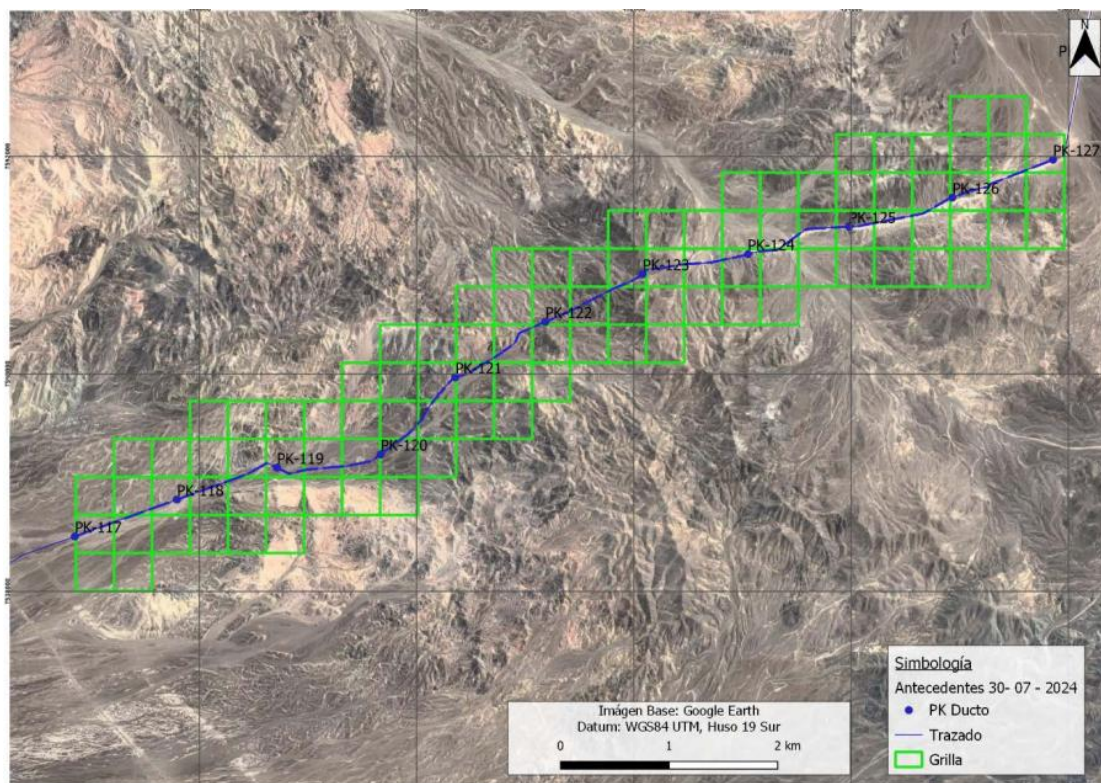 N
P
PK-127
PK-126
PK-125
PK-124
PK-123
PK-122
PK-121
PK-120
PK-119
PK-118
PK-117
Simbología
Antecedentes 30- 07 - 2024
PK Ducto
Trazado
Grilla
Imágen Base: Google Earth
Datum: WGS84 UTM, Huso 19 Sur
0 1 2 km